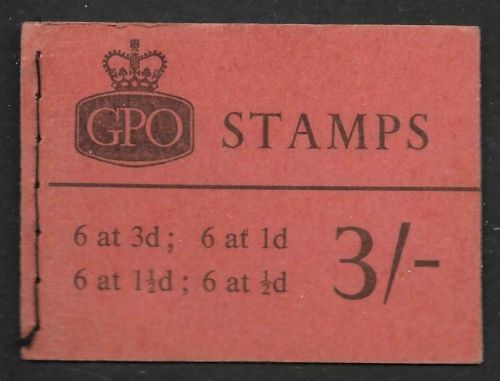 GPO STAMPS
6 at 3d; 6 at 1d
6 at 1½d; 6 at ½d
3/-